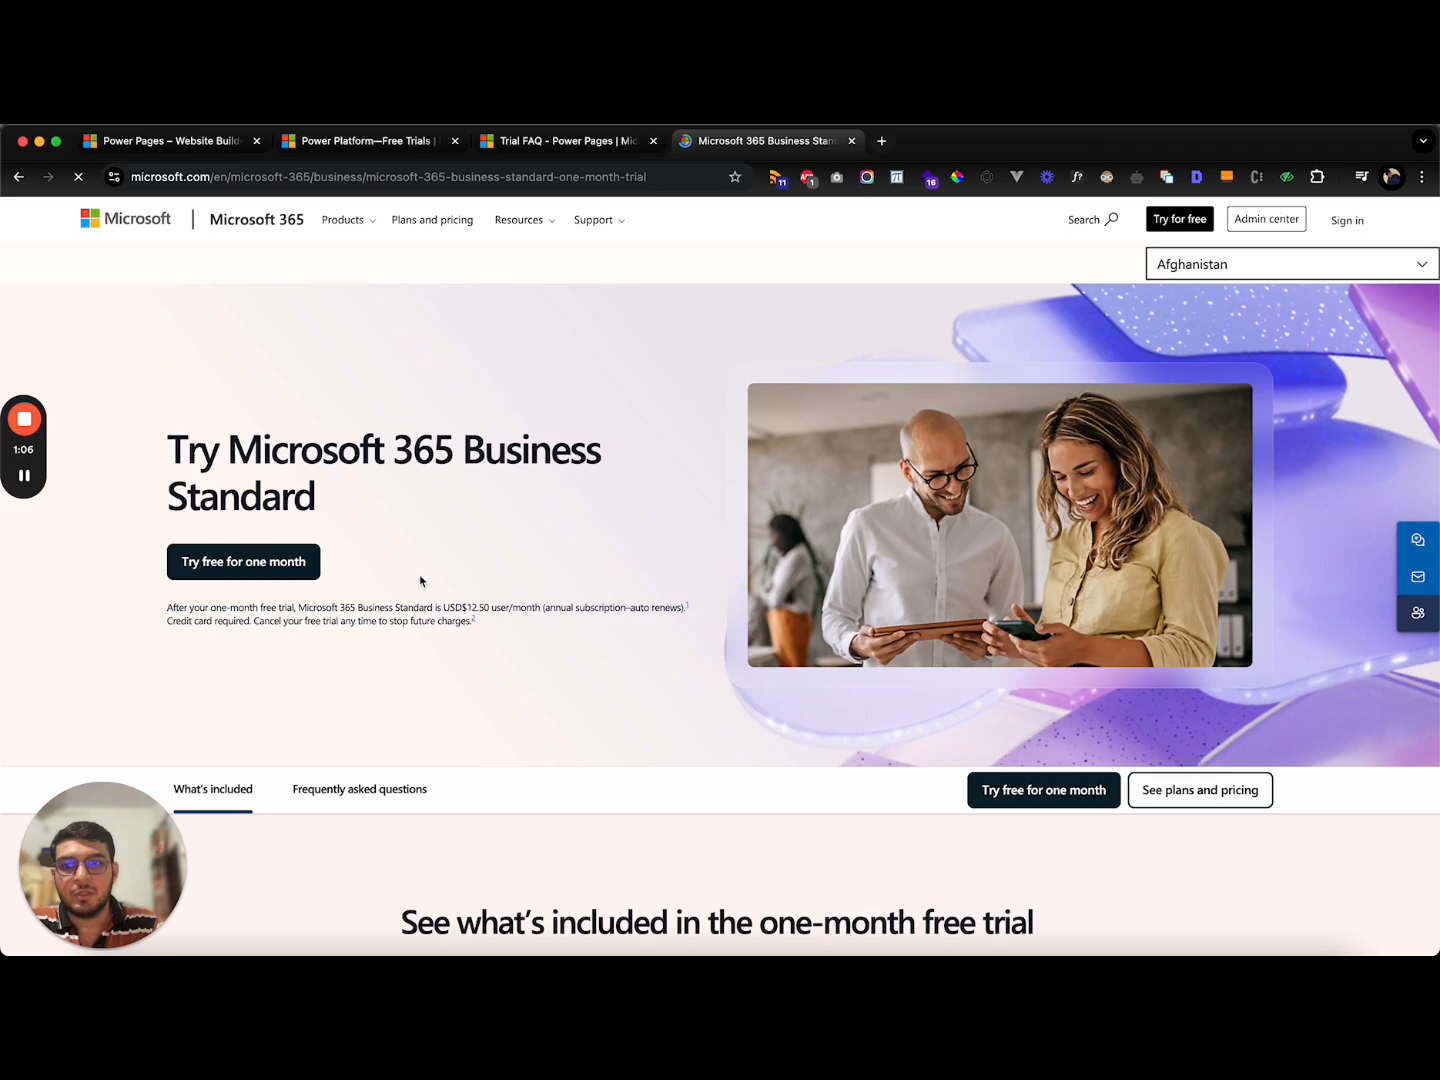 Power Pages – Website Builde
Power Platform—Free Trials |
Trial FAQ - Power Pages | Mic
Microsoft 365 Business Stan
microsoft.com/en/microsoft-365/business/microsoft-365-business-standard-one-month-trial
11
1
16
Microsoft
Microsoft 365
Products
Plans and pricing
Resources
Support
Search
Try for free
Admin center
Sign in
Afghanistan
1:06
Try Microsoft 365 Business
Standard
Try free for one month
After your one-month free trial, Microsoft 365 Business Standard is USD$12.50 user/month (annual subscription–auto renews).1
Credit card required. Cancel your free trial any time to stop future charges.2
What's included
Frequently asked questions
Try free for one month
See plans and pricing
See what's included in the one-month free trial